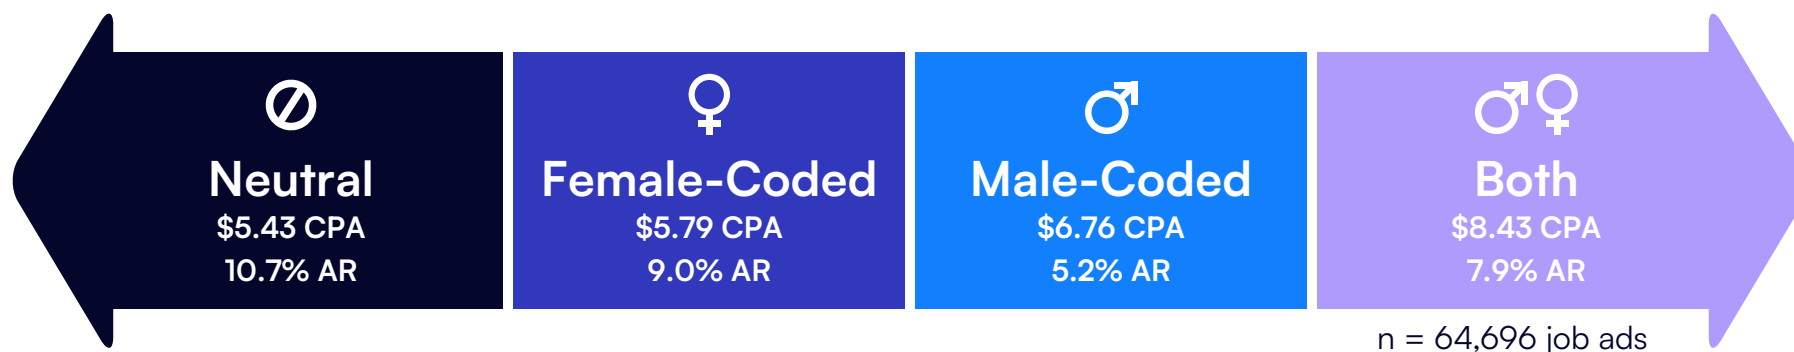 Neutral
$5.43 CPA
10.7% AR
Female-Coded
$5.79 CPA
9.0% AR
Male-Coded
$6.76 CPA
5.2% AR
Both
$8.43 CPA
7.9% AR
n = 64,696 job ads